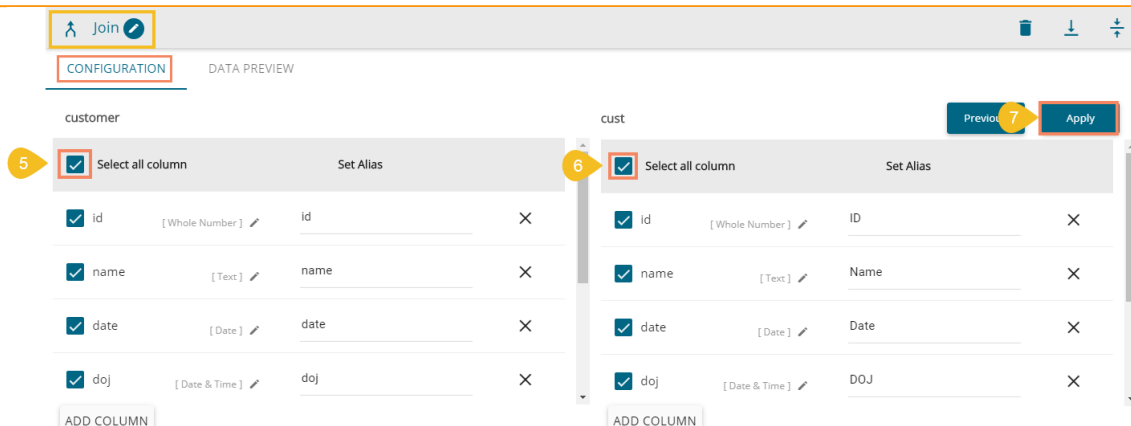 Join
CONFIGURATION DATA PREVIEW
customer cust Previou 7 Apply
5 Select all column Set Alias 6 Select all column Set Alias
id [ Whole Number ] id id [ Whole Number ] ID
name [ Text ] name name [ Text ] Name
date [ Date ] date date [ Date ] Date
doj [ Date & Time ] doj doj [ Date & Time ] DOJ
ADD COLUMN ADD COLUMN